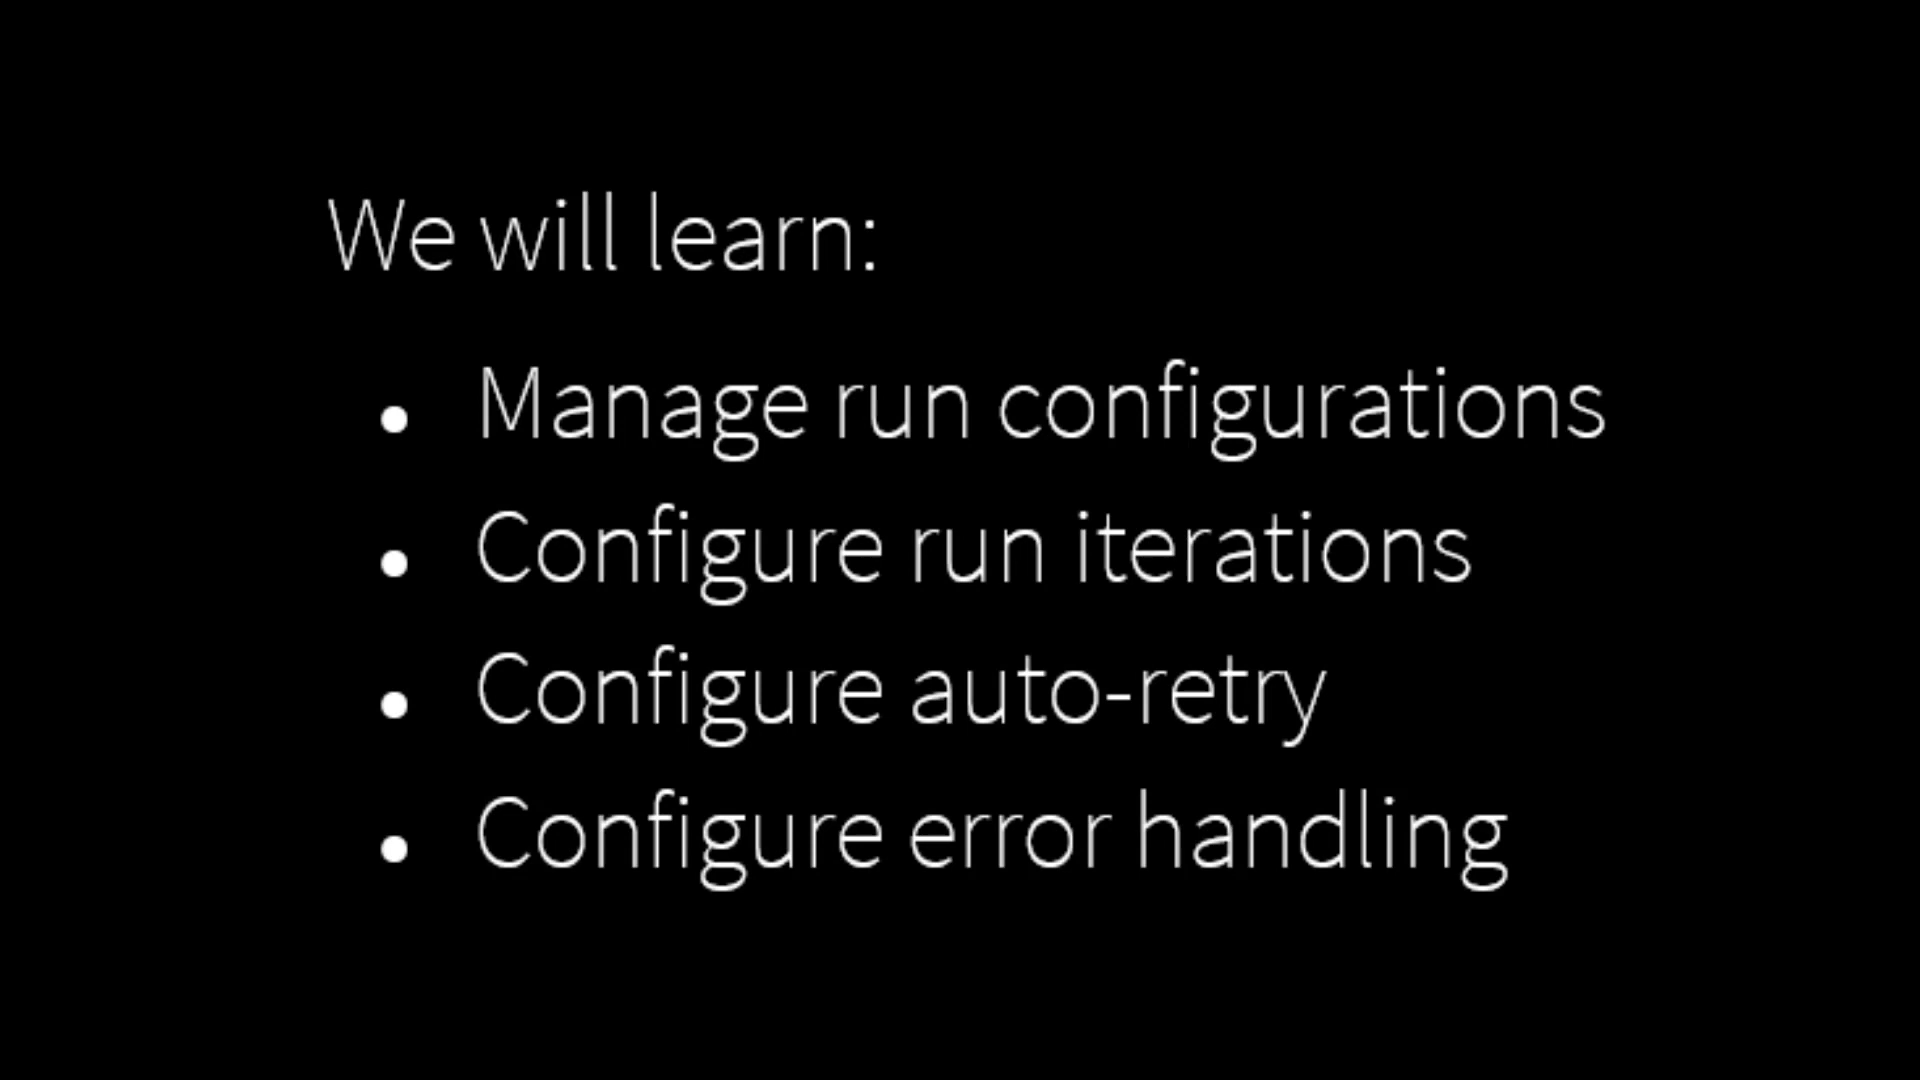 We will learn:
• Manage run configurations
• Configure run iterations
• Configure auto-retry
• Configure error handling